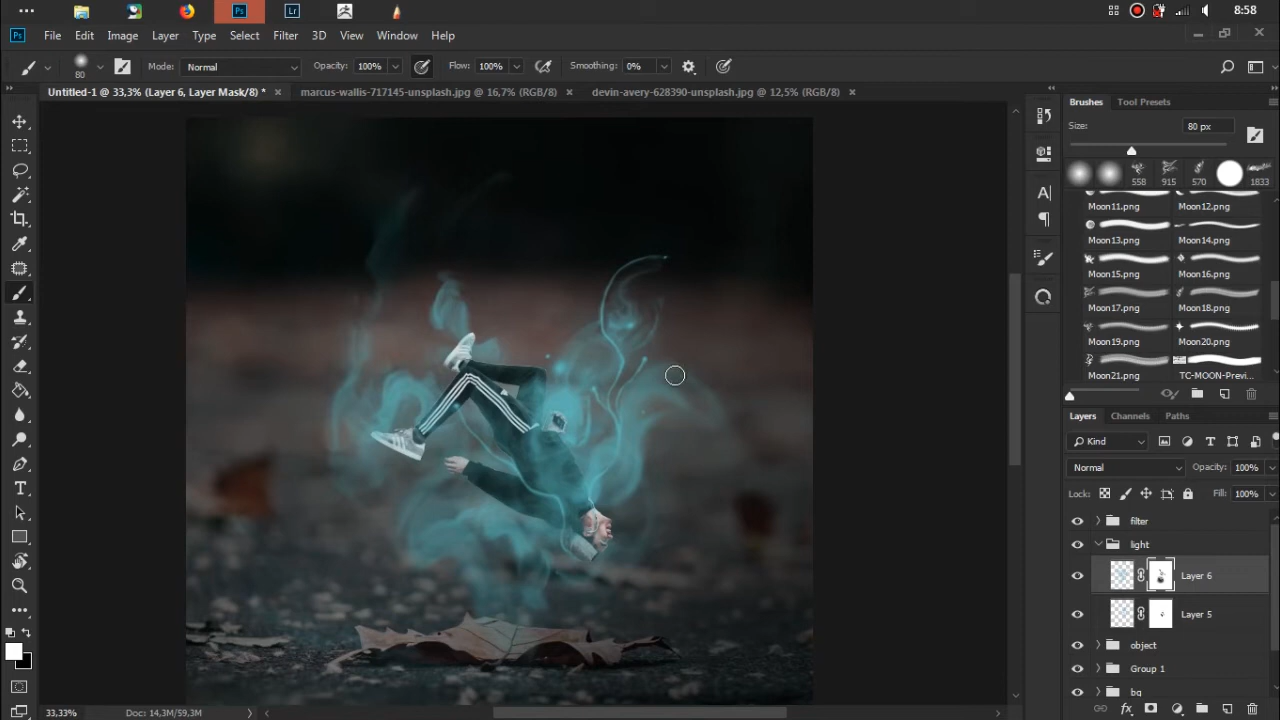 Ps Lr 8:58
Ps File Edit Image Layer Type Select Filter 3D View Window Help
80 Mode: Normal Opacity: 100% Flow: 100% Smoothing: 0%
Untitled-1 @ 33,3% (Layer 6, Layer Mask/8) * marcus-wallis-717145-unsplash.jpg @ 16,7% (RGB/8) devin-avery-628390-unsplash.jpg @ 12,5% (RGB/8)
Brushes Tool Presets
Size: 80 px
558 915 570 1833
Moon11.png Moon12.png
Moon13.png Moon14.png
Moon15.png Moon16.png
Moon17.png Moon18.png
Moon19.png Moon20.png
Moon21.png TC-MOON-Previ...
Layers Channels Paths
Kind
Normal Opacity: 100%
Lock: Fill: 100%
filter
light
Layer 6
Layer 5
object
Group 1
bg
33,33% Doc: 14,3M/59,3M